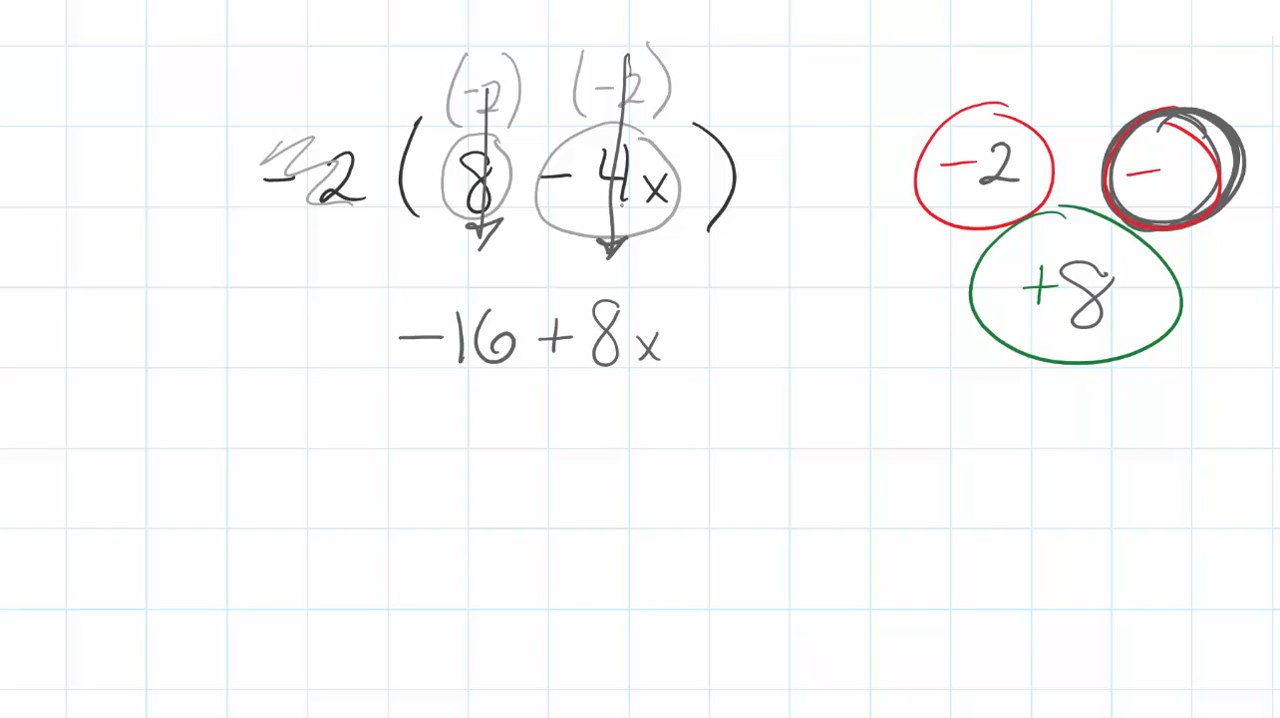 (-2) (-2)
-2 ( 8 - 4x )
-16 + 8x
-2 -
+8